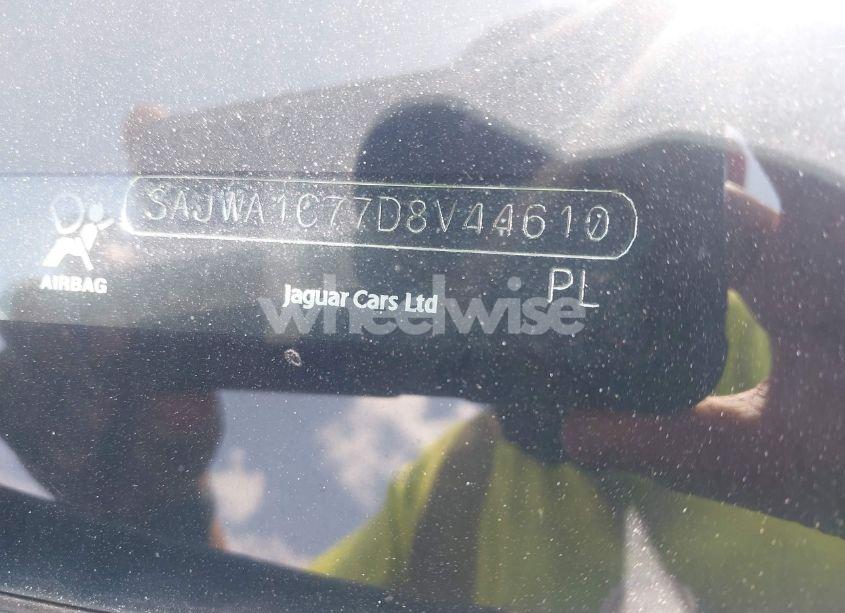 SAJWA1C77D8V44610
AIRBAG
Jaguar Cars Ltd
PL
wheelwise